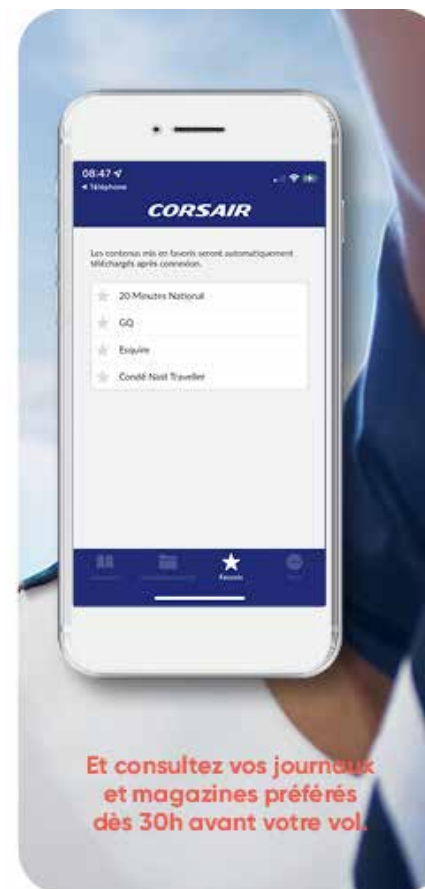 08:47
◂ Téléphone
CORSAIR
Les contenus mis en favoris seront automatiquement
téléchargés après connexion.
20 Minutes National
GQ
Esquire
Condé Nast Traveller
Favoris
Et consultez vos journaux
et magazines préférés
dès 30h avant votre vol.